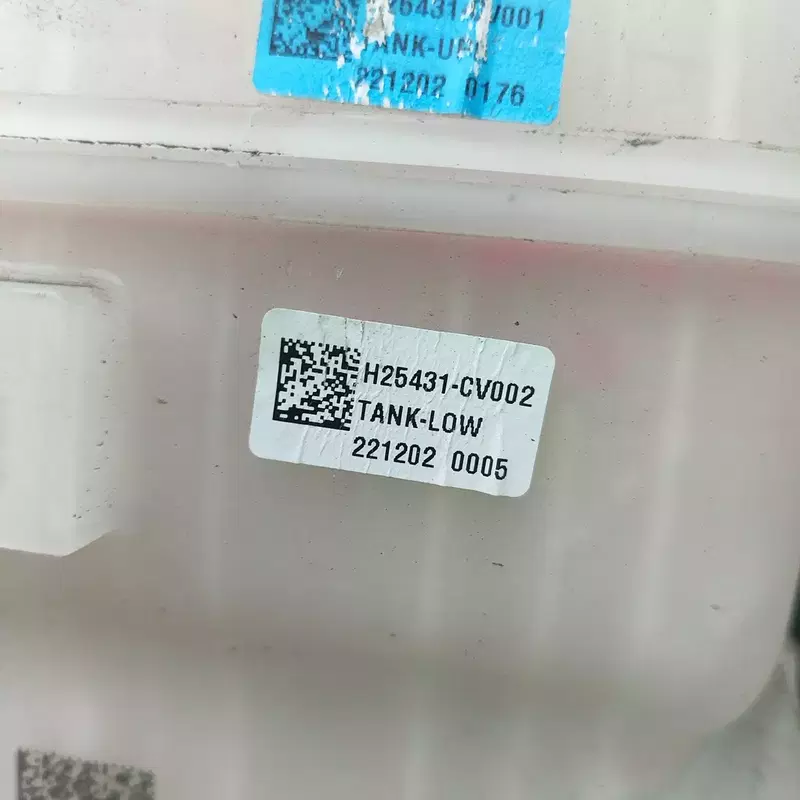 TANK-UP
221202 0176
H25431-CV002
TANK-LOW
221202 0005